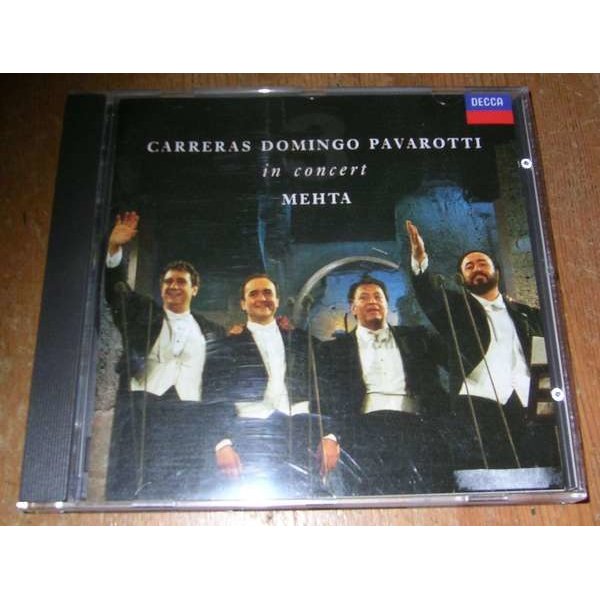 DECCA
CARRERAS DOMINGO PAVAROTTI
in concert
MEHTA